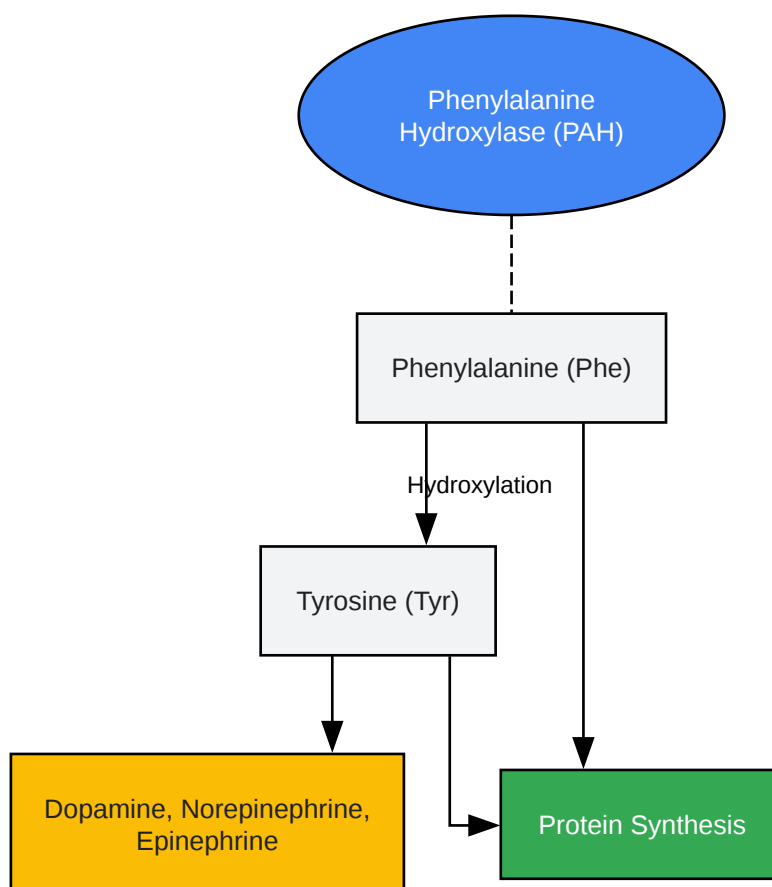 Phenylalanine
Hydroxylase (PAH)
Phenylalanine (Phe)
Hydroxylation
Tyrosine (Tyr)
Dopamine, Norepinephrine,
Epinephrine
Protein Synthesis